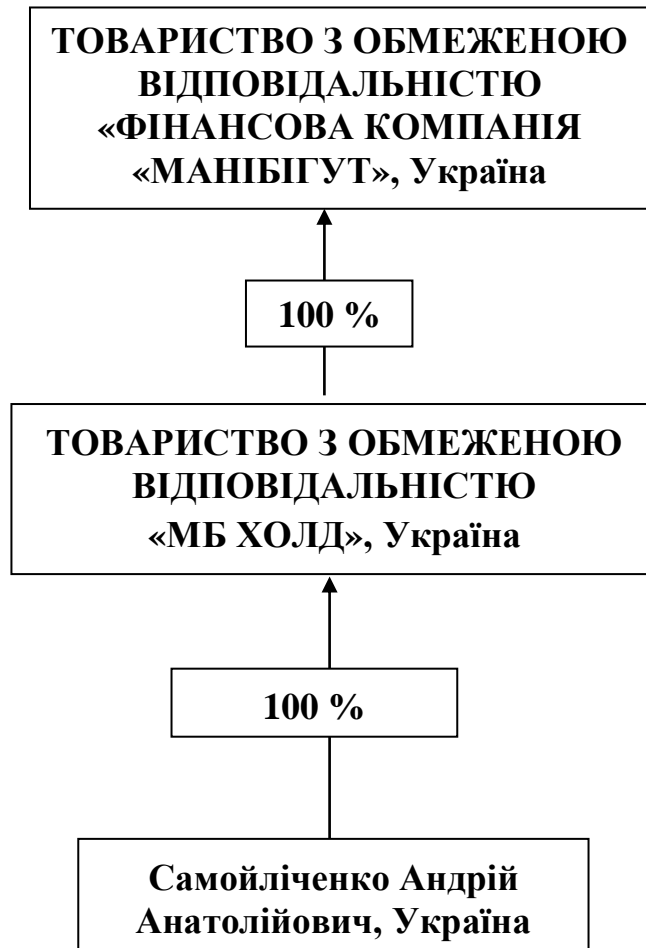 ТОВАРИСТВО З ОБМЕЖЕНОЮ
ВІДПОВІДАЛЬНІСТЮ
«ФІНАНСОВА КОМПАНІЯ
«МАНІБІГУТ», Україна
100 %
ТОВАРИСТВО З ОБМЕЖЕНОЮ
ВІДПОВІДАЛЬНІСТЮ
«МБ ХОЛД», Україна
100 %
Самойліченко Андрій
Анатолійович, Україна